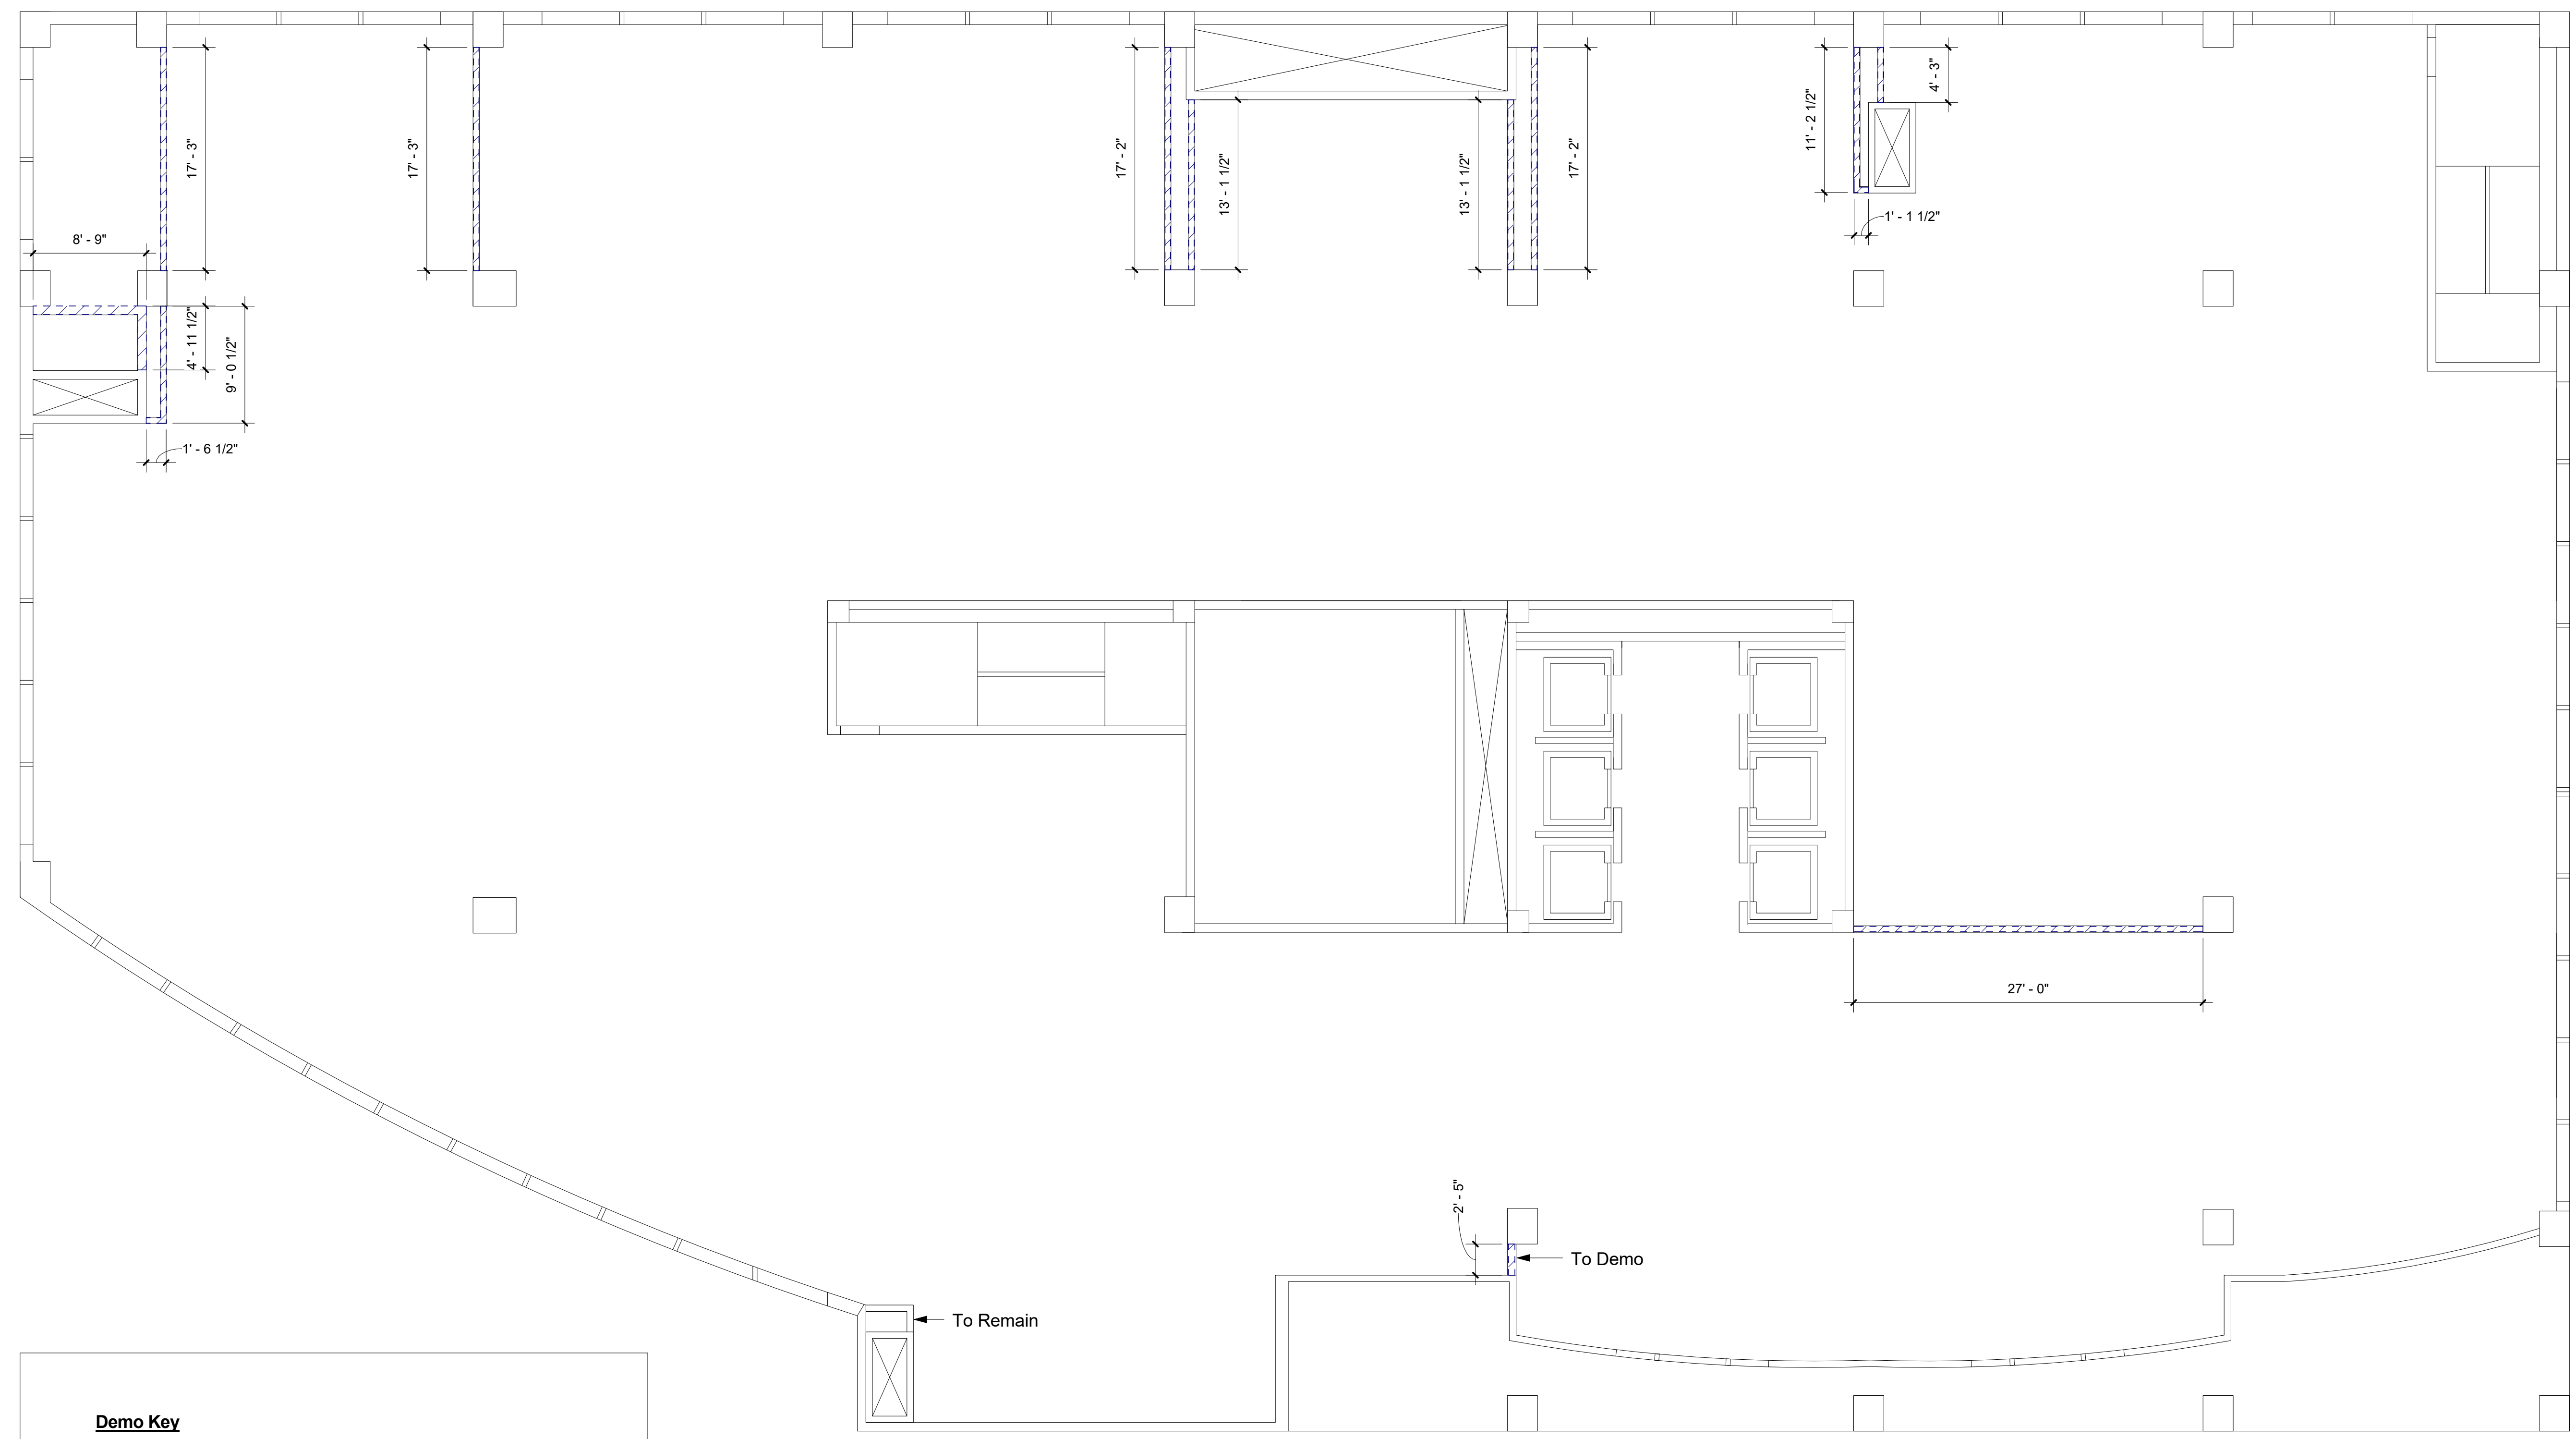 17' - 3"
17' - 3"
17' - 2"
13' - 1 1/2"
13' - 1 1/2"
17' - 2"
11' - 2 1/2"
4' - 3"
1' - 1 1/2"
8' - 9"
4' - 11 1/2"
9' - 0 1/2"
1' - 6 1/2"
27' - 0"
2' - 5"
To Demo
To Remain
Demo Key